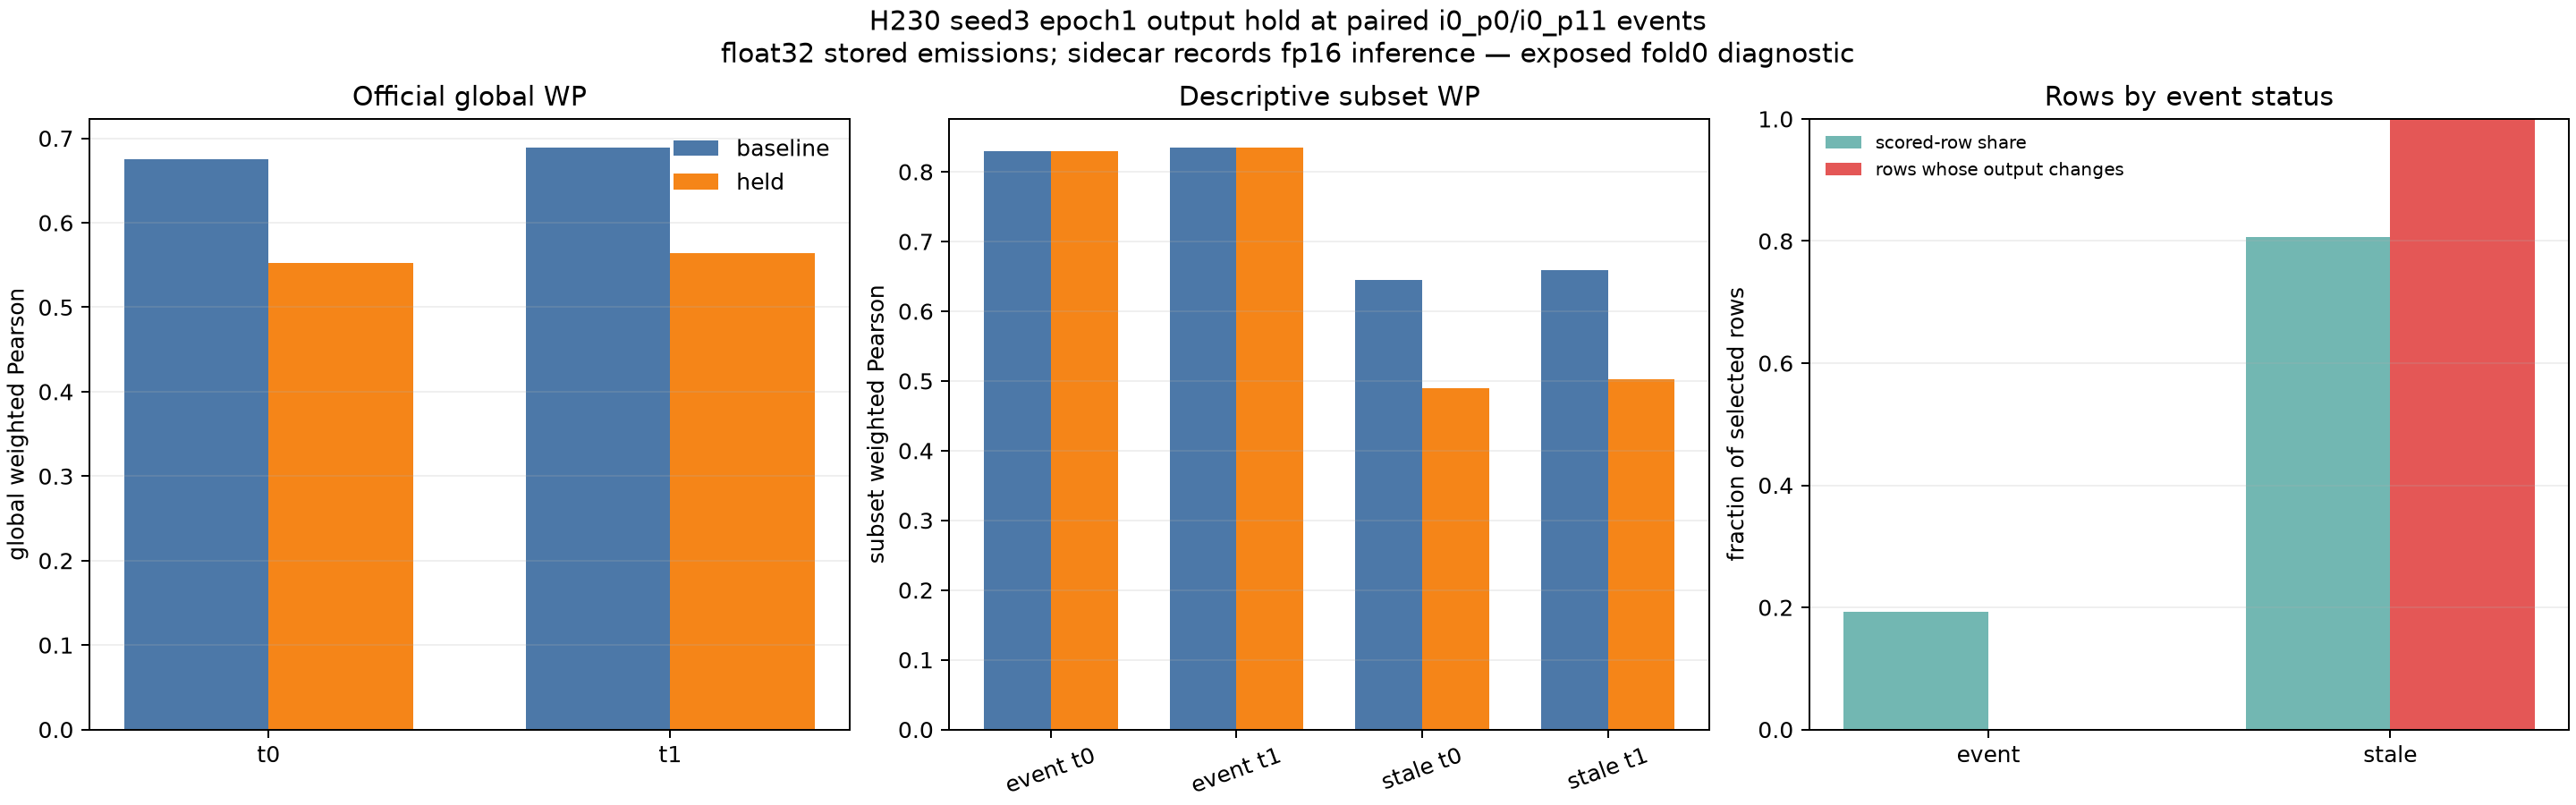 H230 seed3 epoch1 output hold at paired i0_p0/i0_p11 events
float32 stored emissions; sidecar records fp16 inference — exposed fold0 diagnostic
Official global WP
global weighted Pearson
0.7
0.6
0.5
0.4
0.3
0.2
0.1
0.0
baseline
held
t0
t1
Descriptive subset WP
subset weighted Pearson
0.8
0.7
0.6
0.5
0.4
0.3
0.2
0.1
0.0
event t0
event t1
stale t0
stale t1
Rows by event status
fraction of selected rows
1.0
0.8
0.6
0.4
0.2
0.0
scored-row share
rows whose output changes
event
stale